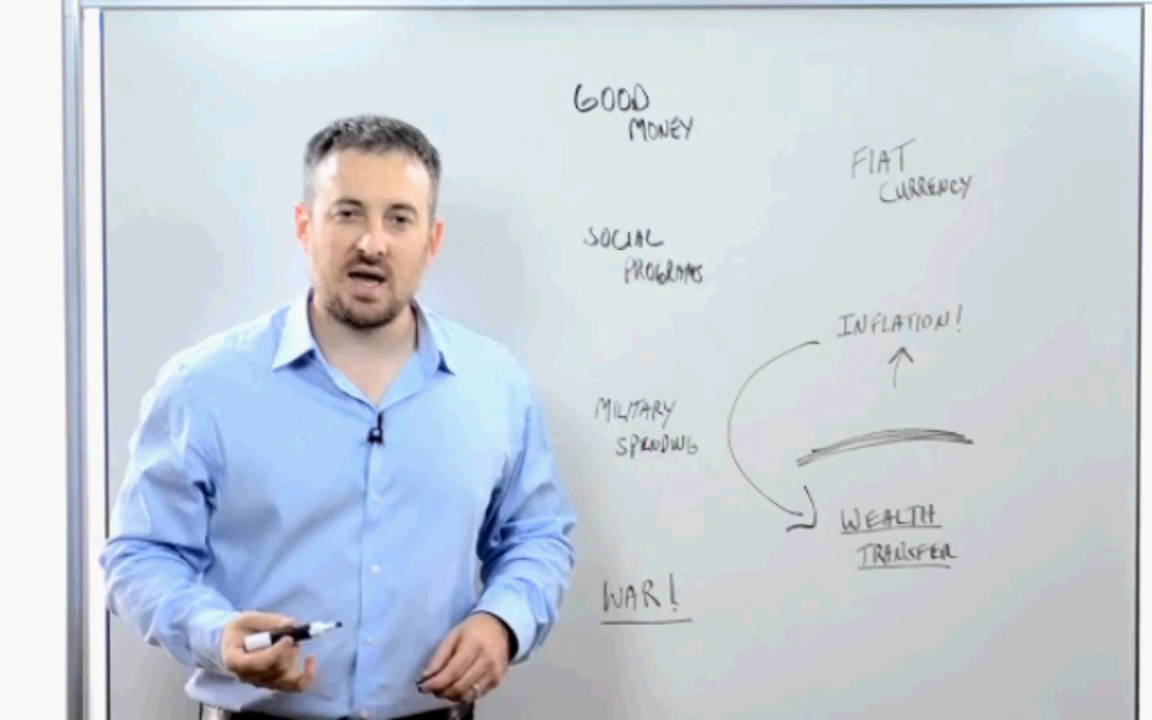 GOOD
MONEY
SOCIAL
PROGRAMS
MILITARY
SPENDING
WAR!
FIAT
CURRENCY
INFLATION!
WEALTH
TRANSFER